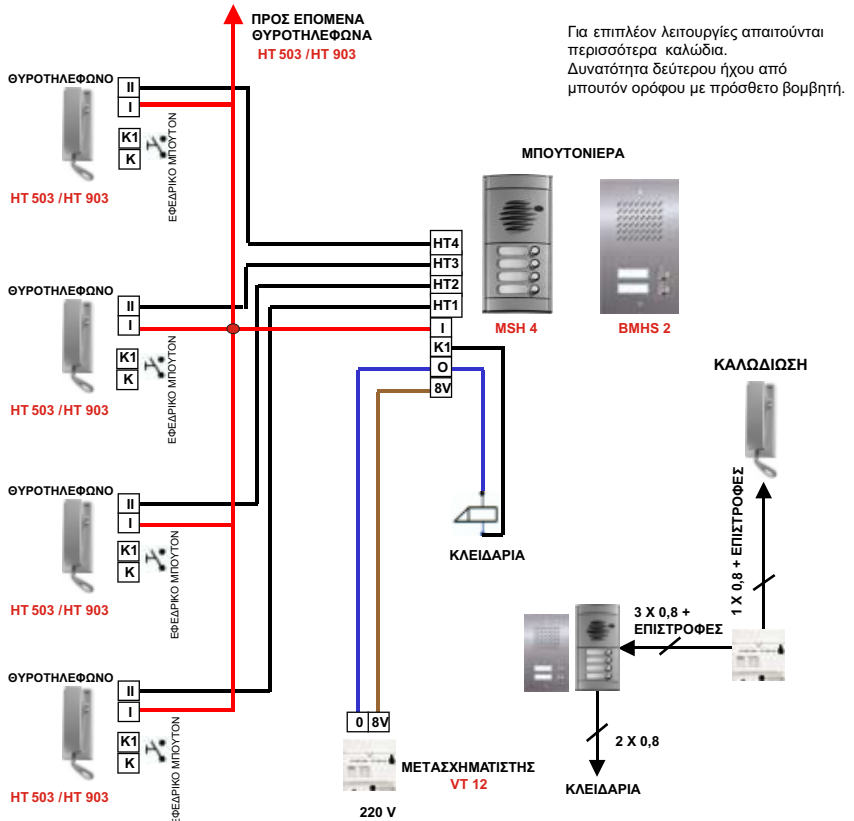 ΠΡΟΣ ΕΠΟΜΕΝΑ
ΘΥΡΟΤΗΛΕΦΩΝΑ
HT 503 / HT 903
Για επιπλέον λειτουργίες απαιτούνται
περισσότερα καλώδια.
Δυνατότητα δεύτερου ήχου από
μπουτόν ορόφου με πρόσθετο βομβητή.
ΘΥΡΟΤΗΛΕΦΩΝΟ
II
I
K1
K
ΕΦΕΔΡΙΚΟ ΜΠΟΥΤΟΝ
HT 503 / HT 903
ΘΥΡΟΤΗΛΕΦΩΝΟ
II
I
K1
K
ΕΦΕΔΡΙΚΟ ΜΠΟΥΤΟΝ
HT 503 / HT 903
ΘΥΡΟΤΗΛΕΦΩΝΟ
II
I
K1
K
ΕΦΕΔΡΙΚΟ ΜΠΟΥΤΟΝ
HT 503 / HT 903
ΘΥΡΟΤΗΛΕΦΩΝΟ
II
I
K1
K
ΕΦΕΔΡΙΚΟ ΜΠΟΥΤΟΝ
HT 503 / HT 903
ΜΠΟΥΤΟΝΙΕΡΑ
HT4
HT3
HT2
HT1
I
K1
O
8V
MSH 4
BMHS 2
ΚΛΕΙΔΑΡΙΑ
0 8V
ΜΕΤΑΣΧΗΜΑΤΙΣΤΗΣ
VT 12
220 V
ΚΑΛΩΔΙΩΣΗ
1 X 0,8 + ΕΠΙΣΤΡΟΦΕΣ
3 X 0,8 +
ΕΠΙΣΤΡΟΦΕΣ
2 X 0,8
ΚΛΕΙΔΑΡΙΑ